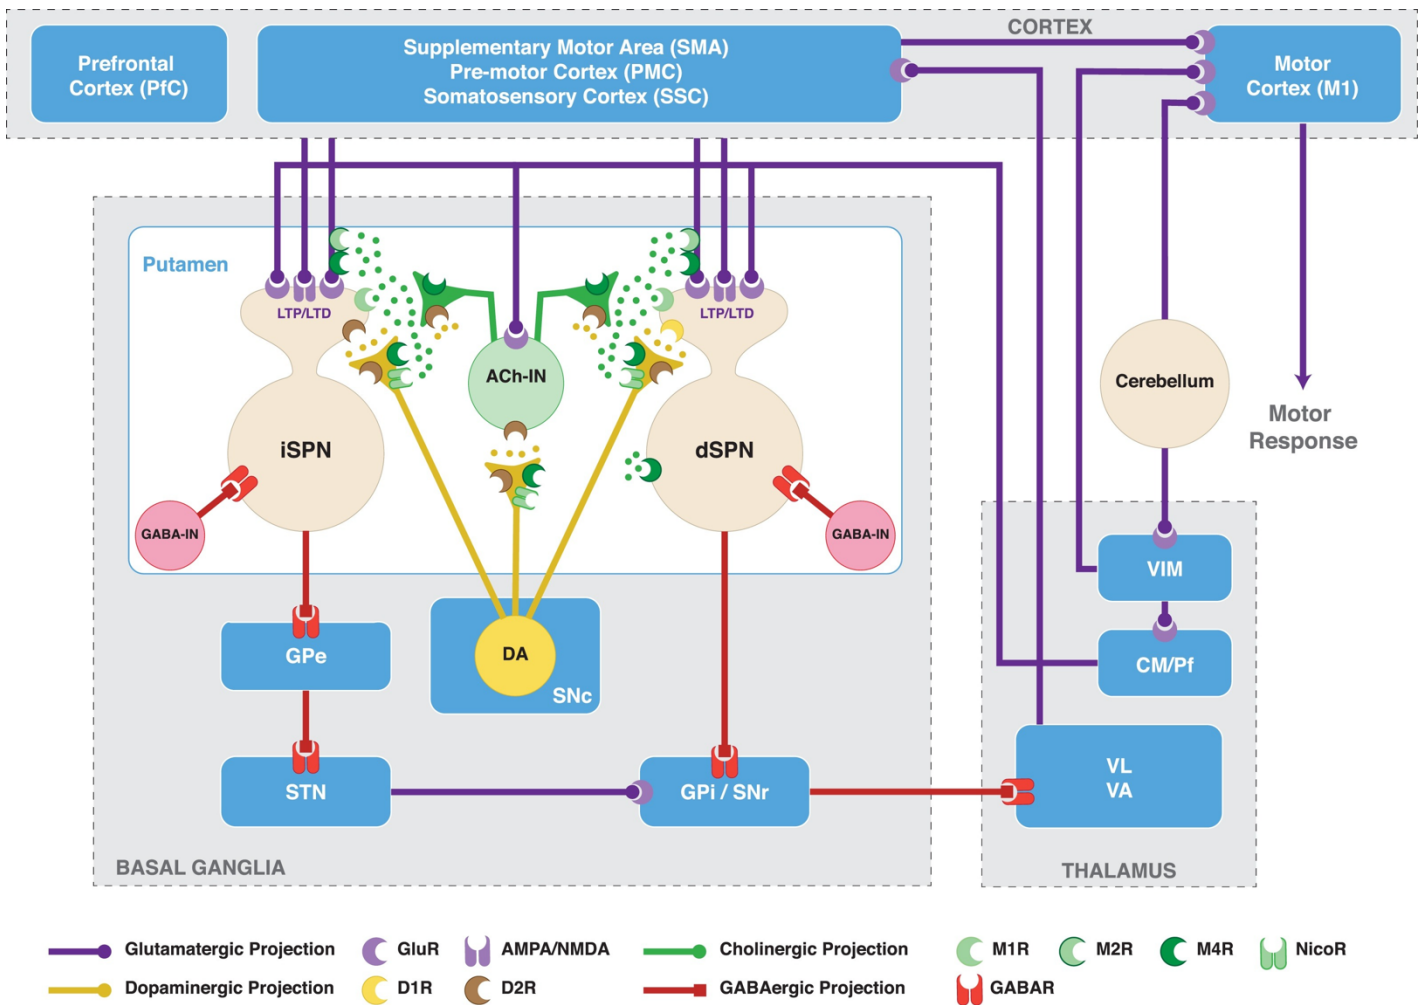 CORTEX
Prefrontal
Cortex (PfC)
Supplementary Motor Area (SMA)
Pre-motor Cortex (PMC)
Somatosensory Cortex (SSC)
Motor
Cortex (M1)
Putamen
LTP/LTD
LTP/LTD
ACh-IN
iSPN
dSPN
GABA-IN
GABA-IN
Cerebellum
Motor
Response
VIM
CM/Pf
VL
VA
THALAMUS
GPe
DA
SNc
STN
GPi / SNr
BASAL GANGLIA
Glutamatergic Projection
GluR
AMPA/NMDA
Cholinergic Projection
M1R
M2R
M4R
NicoR
Dopaminergic Projection
D1R
D2R
GABAergic Projection
GABAR